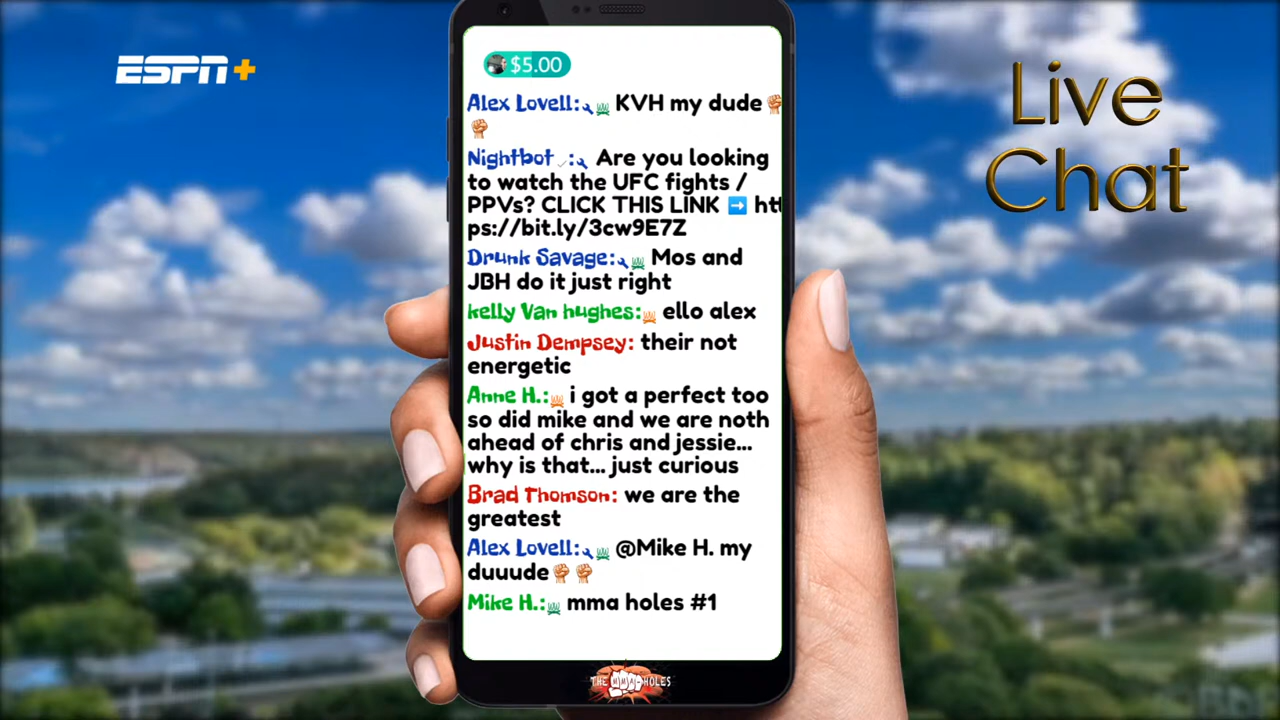 ESPN+
Live
Chat
$5.00
Alex Lovell: KVH my dude✊🏼
✊🏼
Nightbot : Are you looking
to watch the UFC fights /
PPVs? CLICK THIS LINK ➡️ htt
ps://bit.ly/3cw9E7Z
Drunk Savage: Mos and
JBH do it just right
kelly Van hughes: ello alex
Justin Dempsey: their not
energetic
Anne H.: i got a perfect too
so did mike and we are noth
ahead of chris and jessie...
why is that... just curious
Brad Thomson: we are the
greatest
Alex Lovell: @Mike H. my
duuude✊🏼✊🏼
Mike H.: mma holes #1
THE MMA-HOLES